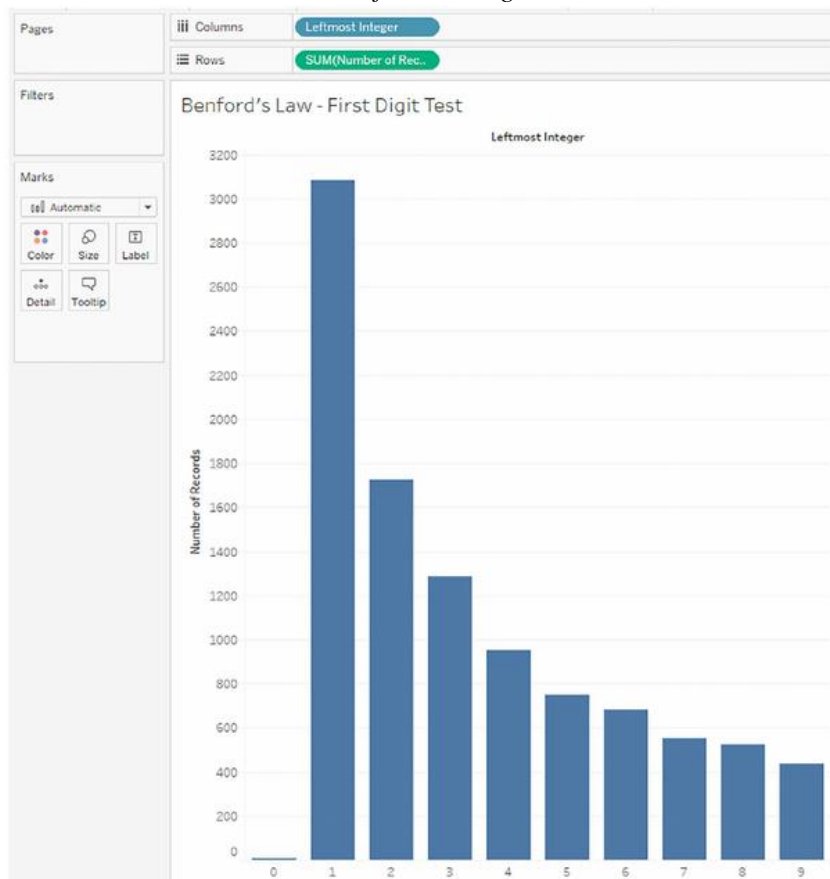 Pages
Columns Leftmost Integer
Rows SUM(Number of Rec..
Filters
Benford's Law - First Digit Test
Leftmost Integer
Marks
Automatic
Color Size Label
Detail Tooltip
Number of Records
3200
3000
2800
2600
2400
2200
2000
1800
1600
1400
1200
1000
800
600
400
200
0
0 1 2 3 4 5 6 7 8 9